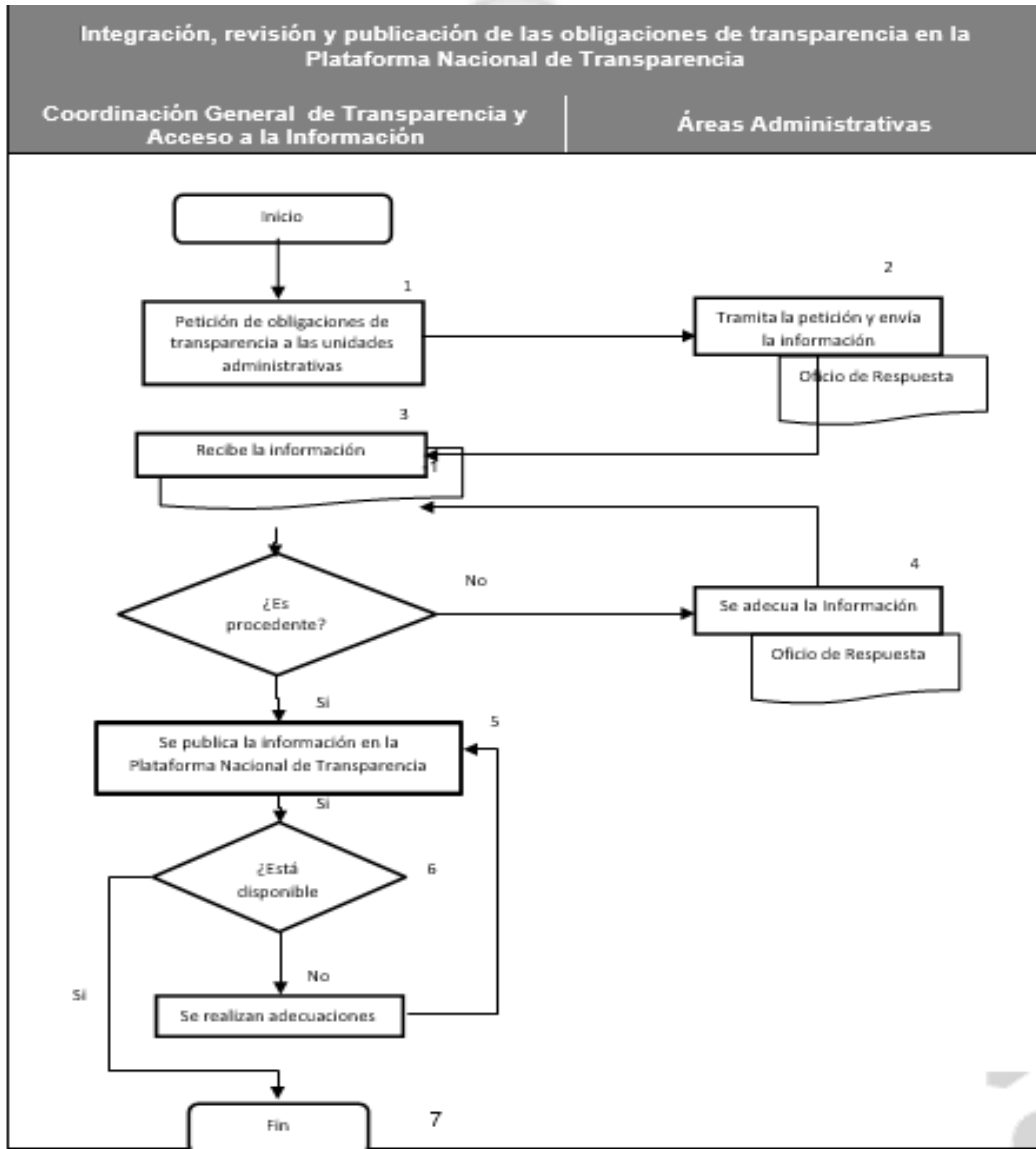 Integración, revisión y publicación de las obligaciones de transparencia en la
Plataforma Nacional de Transparencia
Coordinación General de Transparencia y
Acceso a la Información
Áreas Administrativas
Inicio
1
2
Petición de obligaciones de
transparencia a las unidades
administrativas
Tramita la petición y envía
la información
Oficio de Respuesta
3
Recibe la información
1
¿Es
procedente?
No
4
Se adecua la Información
Oficio de Respuesta
Si
5
Se publica la información en la
Plataforma Nacional de Transparencia
Si
¿Está
disponible
6
No
Si
Se realizan adecuaciones
Fin
7